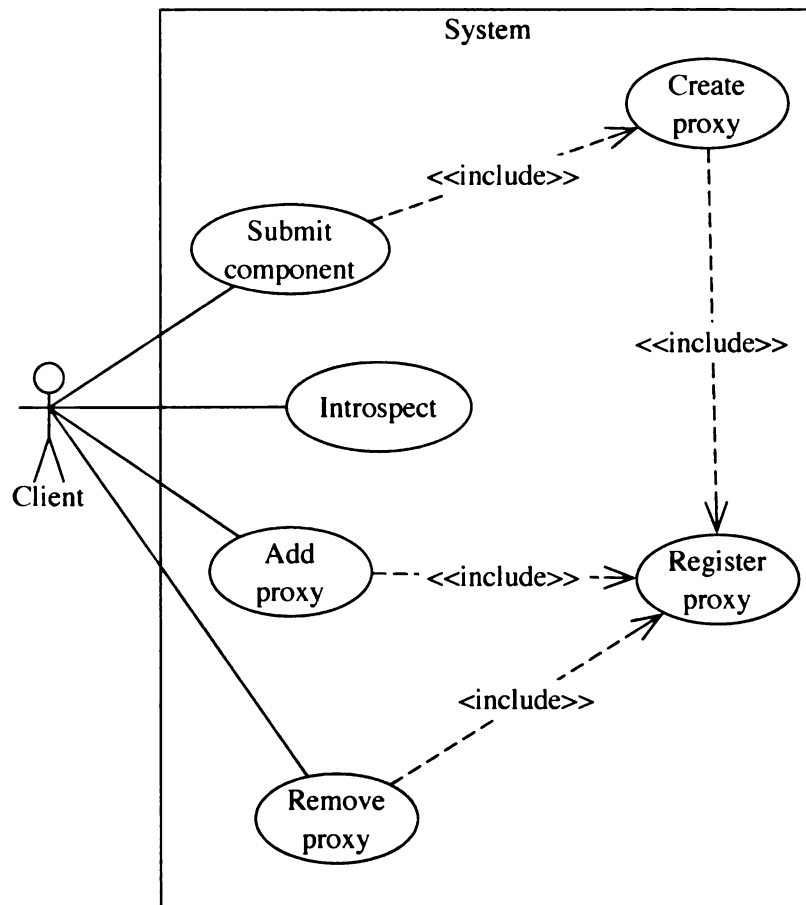 System
Create
proxy
<<include>>
Submit
component
<<include>>
Introspect
Client
Add
proxy
<<include>>
Register
proxy
<include>>
Remove
proxy